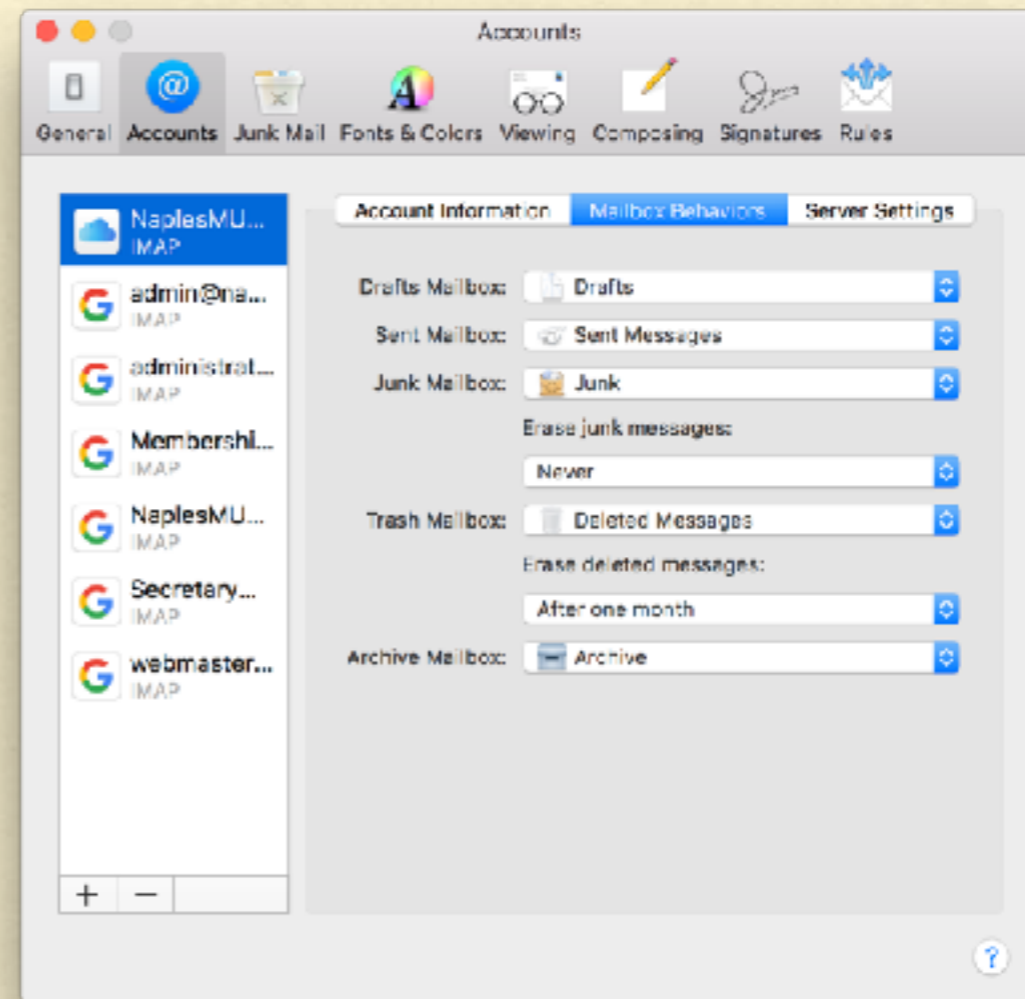 Accounts
General Accounts Junk Mail Fonts & Colors Viewing Composing Signatures Rules
NaplesMU...
IMAP
admin@na...
IMAP
administrat...
IMAP
Membershi...
IMAP
NaplesMU...
IMAP
Secretary...
IMAP
webmaster...
IMAP
Account Information Mailbox Behaviors Server Settings
Drafts Mailbox: Drafts
Sent Mailbox: Sent Messages
Junk Mailbox: Junk
Erase junk messages:
Never
Trash Mailbox: Deleted Messages
Erase deleted messages:
After one month
Archive Mailbox: Archive
+ −
?